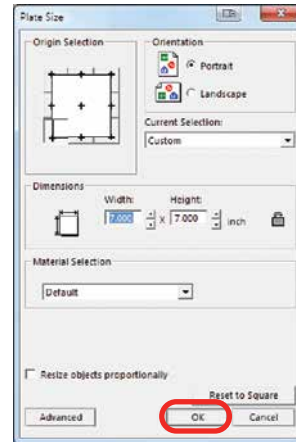 Plate Size
Origin Selection
Orientation
Portrait
Landscape
Current Selection:
Custom
Dimensions
Width: Height:
7.000 x 7.000 inch
Material Selection
Default
Resize objects proportionally
Reset to Square
Advanced OK Cancel